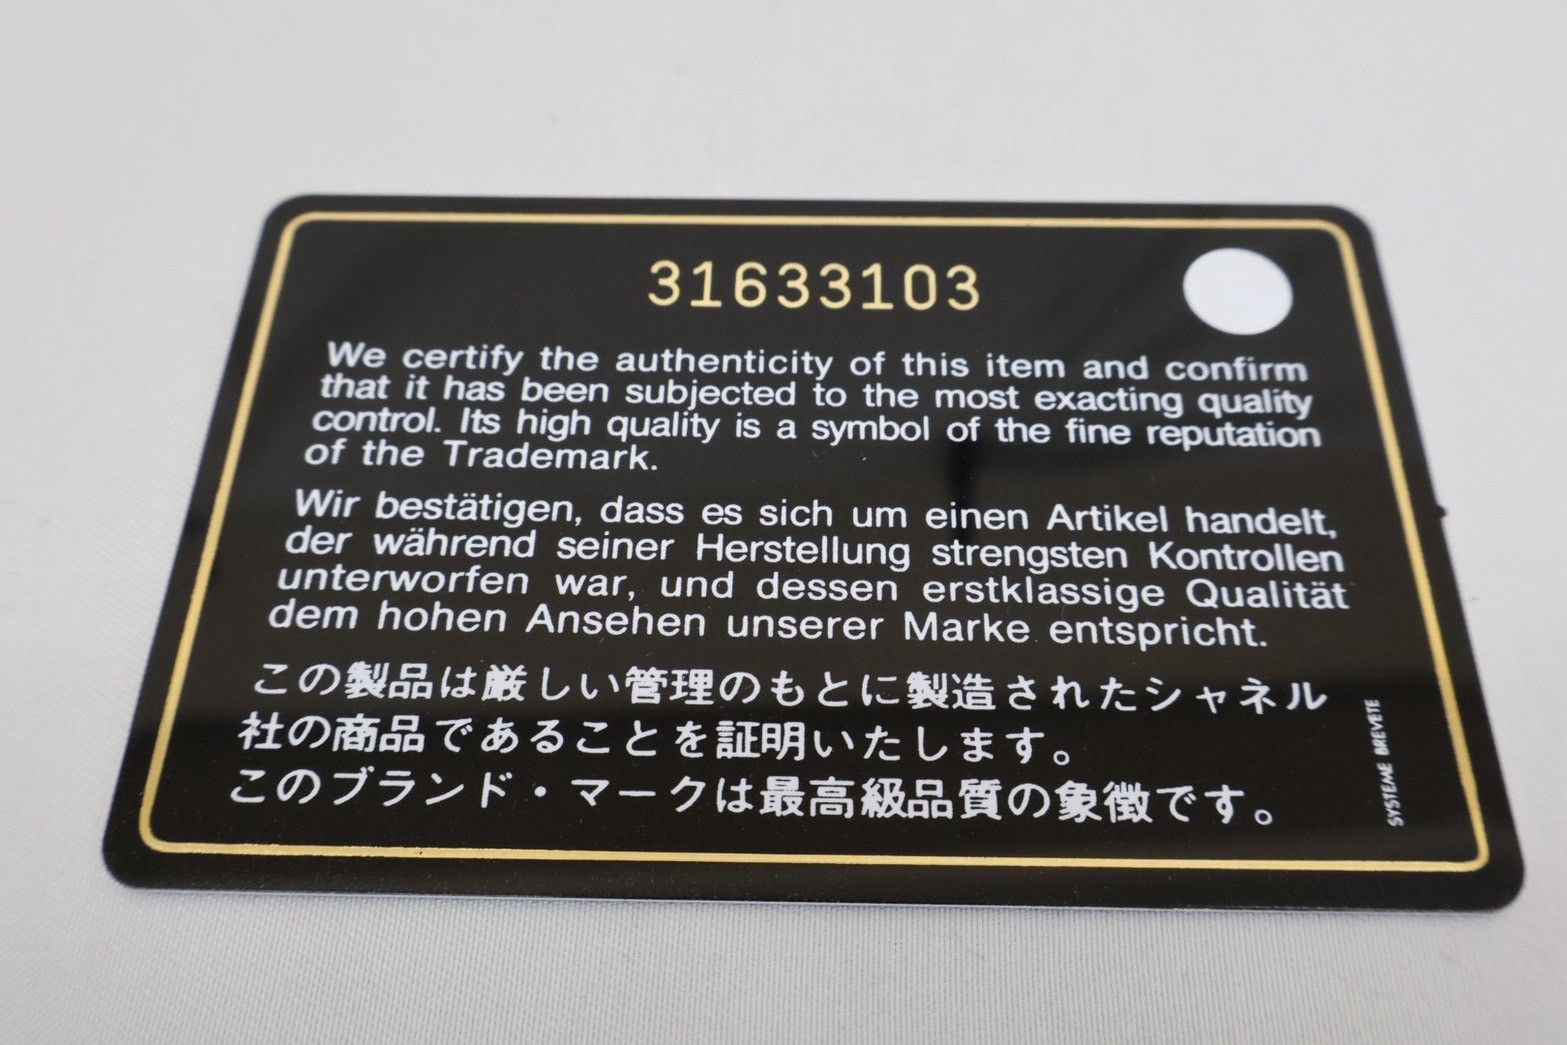 31633103
We certify the authenticity of this item and confirm
that it has been subjected to the most exacting quality
control. Its high quality is a symbol of the fine reputation
of the Trademark.
Wir bestätigen, dass es sich um einen Artikel handelt,
der während seiner Herstellung strengsten Kontrollen
unterworfen war, und dessen erstklassige Qualität
dem hohen Ansehen unserer Marke entspricht.
この製品は厳しい管理のもとに製造されたシャネル
社の商品であることを証明いたします。
このブランド・マークは最高級品質の象徴です。
SYSTEME BREVETE